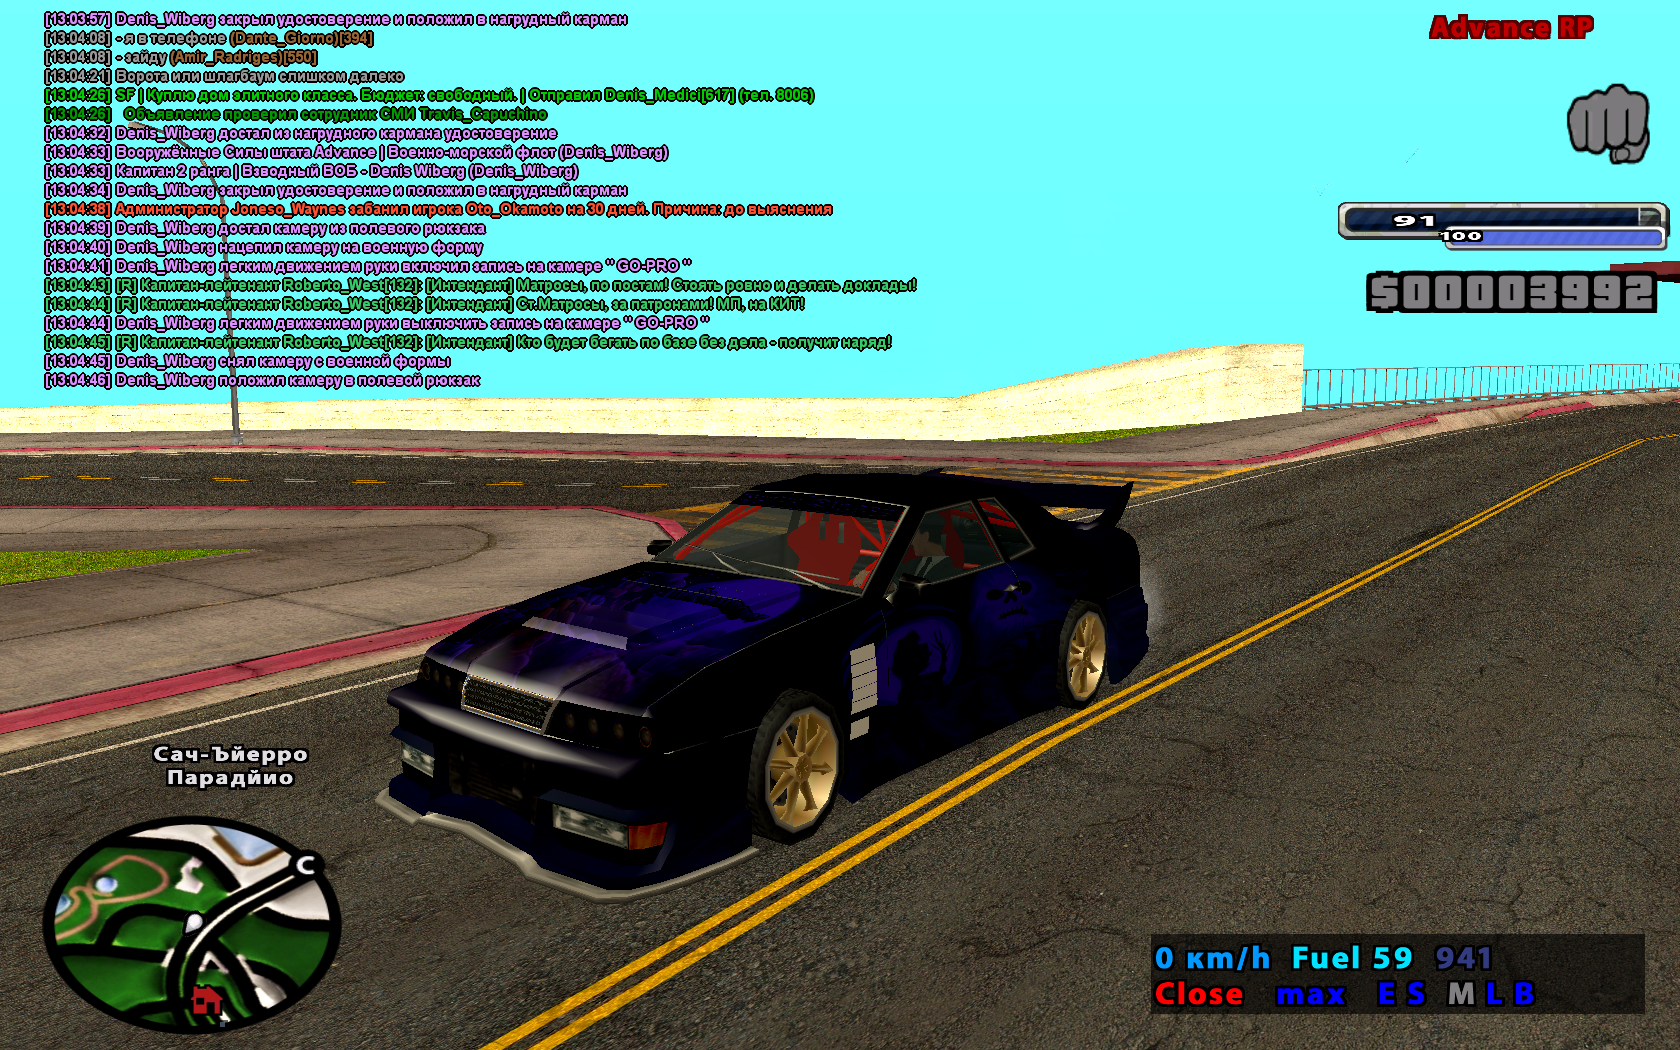 [13:03:57] Denis_Wiberg закрыл удостоверение и положил в нагрудный карман
[13:04:08] - я в телефоне (Dante_Giorno)[394]
[13:04:08] - зайду (Amir_Radriges)[550]
[13:04:21] Ворота или шлагбаум слишком далеко
[13:04:26] SF | Куплю дом элитного класса. Бюджет: свободный. | Отправил Denis_Medici[617] (тел. 8006)
[13:04:26] Объявление проверил сотрудник СМИ Travis_Capuchino
[13:04:32] Denis_Wiberg достал из нагрудного кармана удостоверение
[13:04:33] Вооружённые Силы штата Advance | Военно-морской флот (Denis_Wiberg)
[13:04:33] Капитан 2 ранга | Взводный ВОБ - Denis Wiberg (Denis_Wiberg)
[13:04:34] Denis_Wiberg закрыл удостоверение и положил в нагрудный карман
[13:04:38] Администратор Joneso_Waynes забанил игрока Oto_Okamoto на 30 дней. Причина: до выяснения
[13:04:39] Denis_Wiberg достал камеру из полевого рюкзака
[13:04:40] Denis_Wiberg нацепил камеру на военную форму
[13:04:41] Denis_Wiberg легким движением руки включил запись на камере " GO-PRO "
[13:04:43] [R] Капитан-лейтенант Roberto_West[132]: [Интендант] Матросы, по постам! Стоять ровно и делать доклады!
[13:04:44] [R] Капитан-лейтенант Roberto_West[132]: [Интендант] Ст.Матросы, за патронами! МП, на КИТ!
[13:04:44] Denis_Wiberg легким движением руки выключить запись на камере " GO-PRO "
[13:04:45] [R] Капитан-лейтенант Roberto_West[132]: [Интендант] Кто будет бегать по базе без дела - получит наряд!
[13:04:45] Denis_Wiberg снял камеру с военной формы
[13:04:46] Denis_Wiberg положил камеру в полевой рюкзак
Advance RP
91
100
$00003992
Сач-Ъйерро
Парадйио
С
0 км/h Fuel 59 941
Close max E S M L B